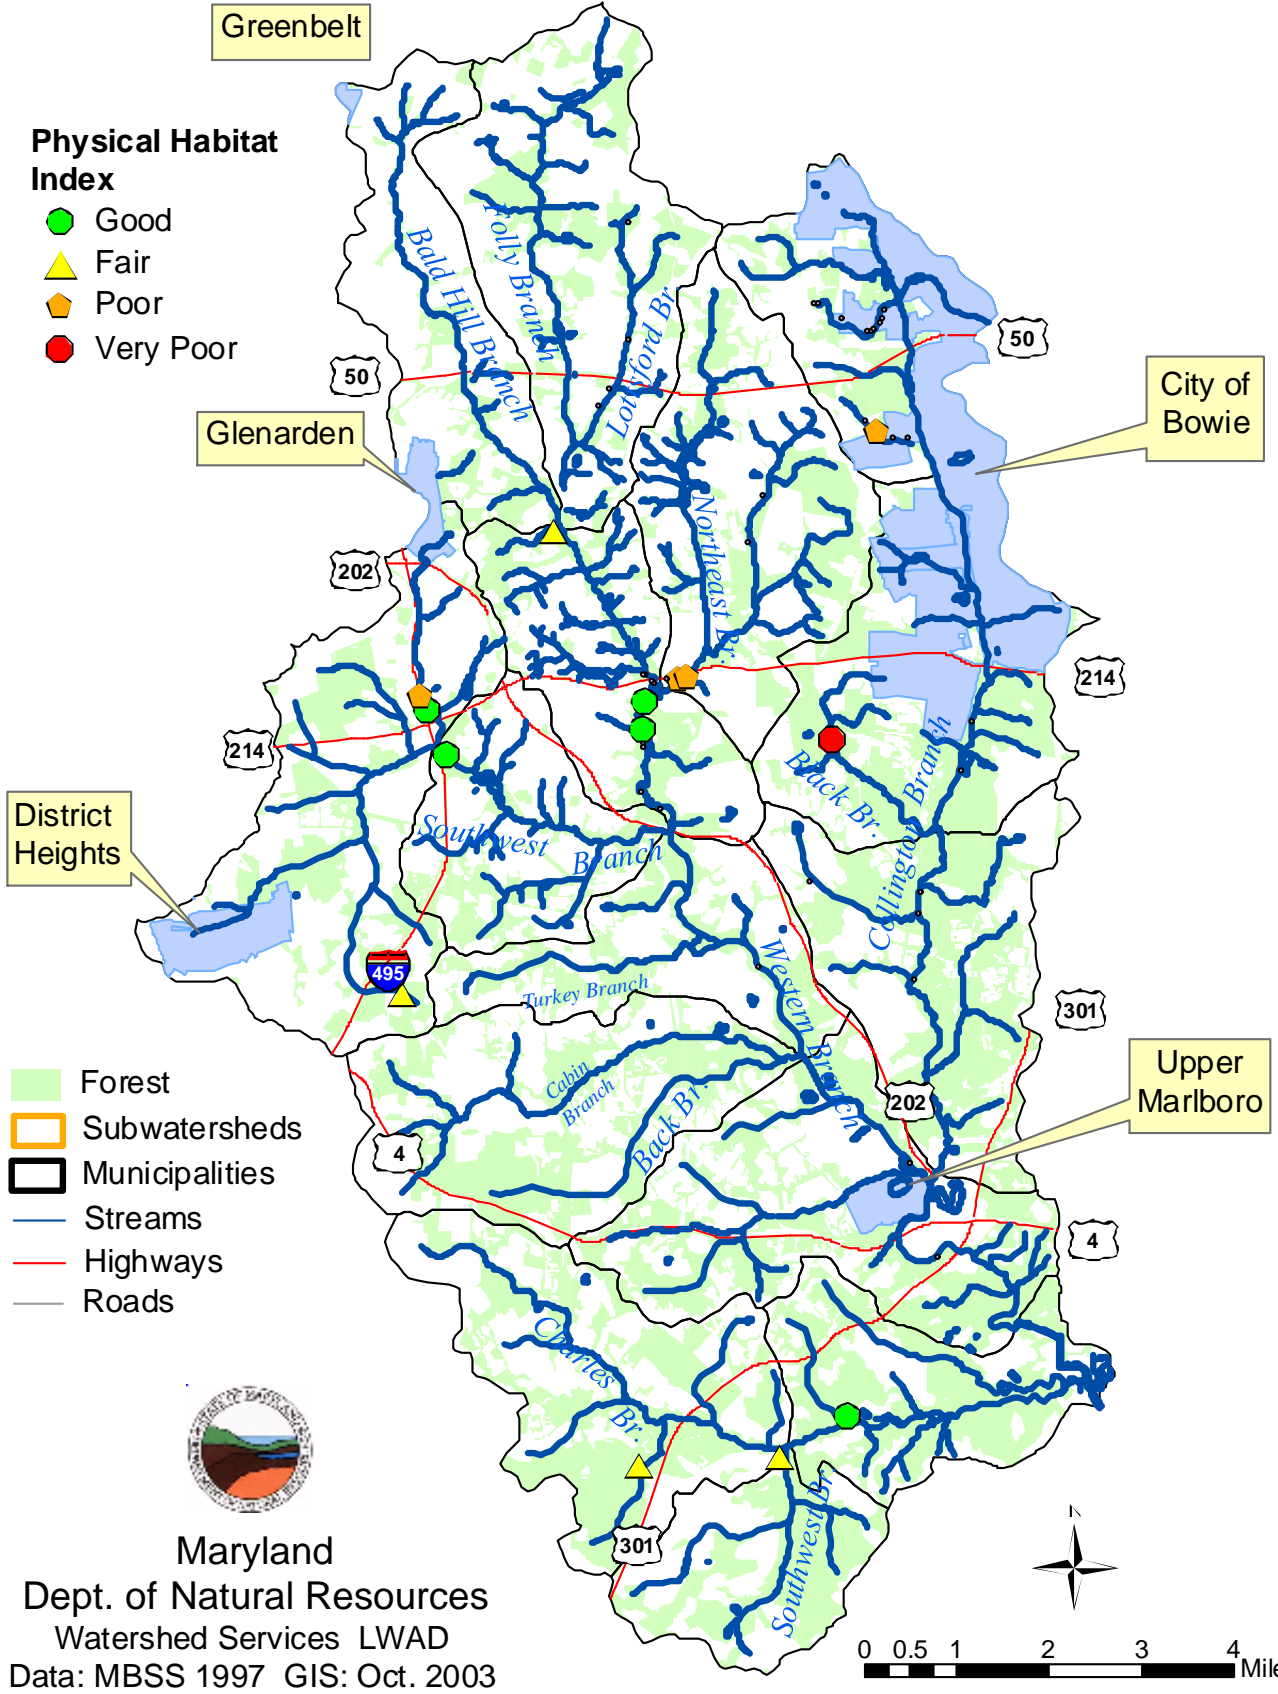 Greenbelt
Physical Habitat
Index
Good
Fair
Poor
Very Poor
50
50
City of
Bowie
Glenarden
202
214
214
District
Heights
495
301
Upper
Marlboro
202
4
4
301
Bald Hill Branch
Folly Branch
Lottsford Br.
Northeast Br.
Black Br.
Collington Branch
Southwest Branch
Western Branch
Turkey Branch
Cabin
Branch
Back Br.
Charles
Br.
Southwest Br.
Forest
Subwatersheds
Municipalities
Streams
Highways
Roads
Maryland
Dept. of Natural Resources
Watershed Services LWAD
Data: MBSS 1997 GIS: Oct. 2003
N
0 0.5 1 2 3 4
Mile